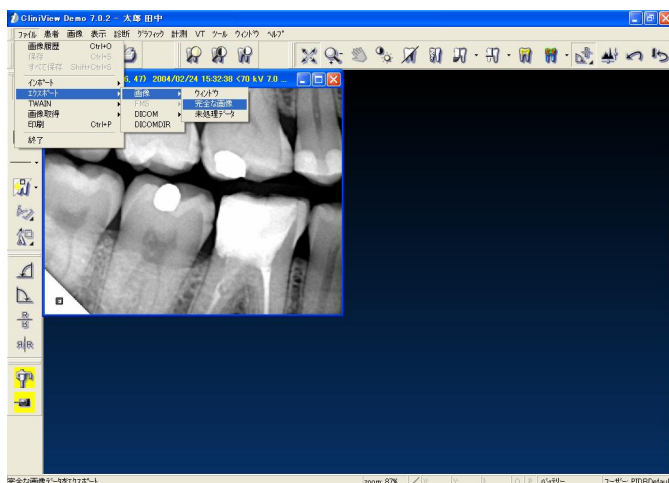 CliniView Demo 7.0.2 - 太郎 田中
ファイル 患者 画像 表示 診断 グラフィック 計測 VT ツール ウィンドウ ヘルプ
画像履歴 Ctrl+O
保存 Ctrl+S
すべて保存 Shift+Ctrl+S
インポート
エクスポート
TWAIN
画像取得
印刷 Ctrl+P
終了
画像
FMS
DICOM
DICOMDIR
ウィンドウ
完全な画像
未処理データ
47) 2004/02/24 15:32:38 <70 kV 7.0 ...
完全な画像データをエクスポート
zoom: 87%
X:
Y:
ユーザー: PIDBDefaul